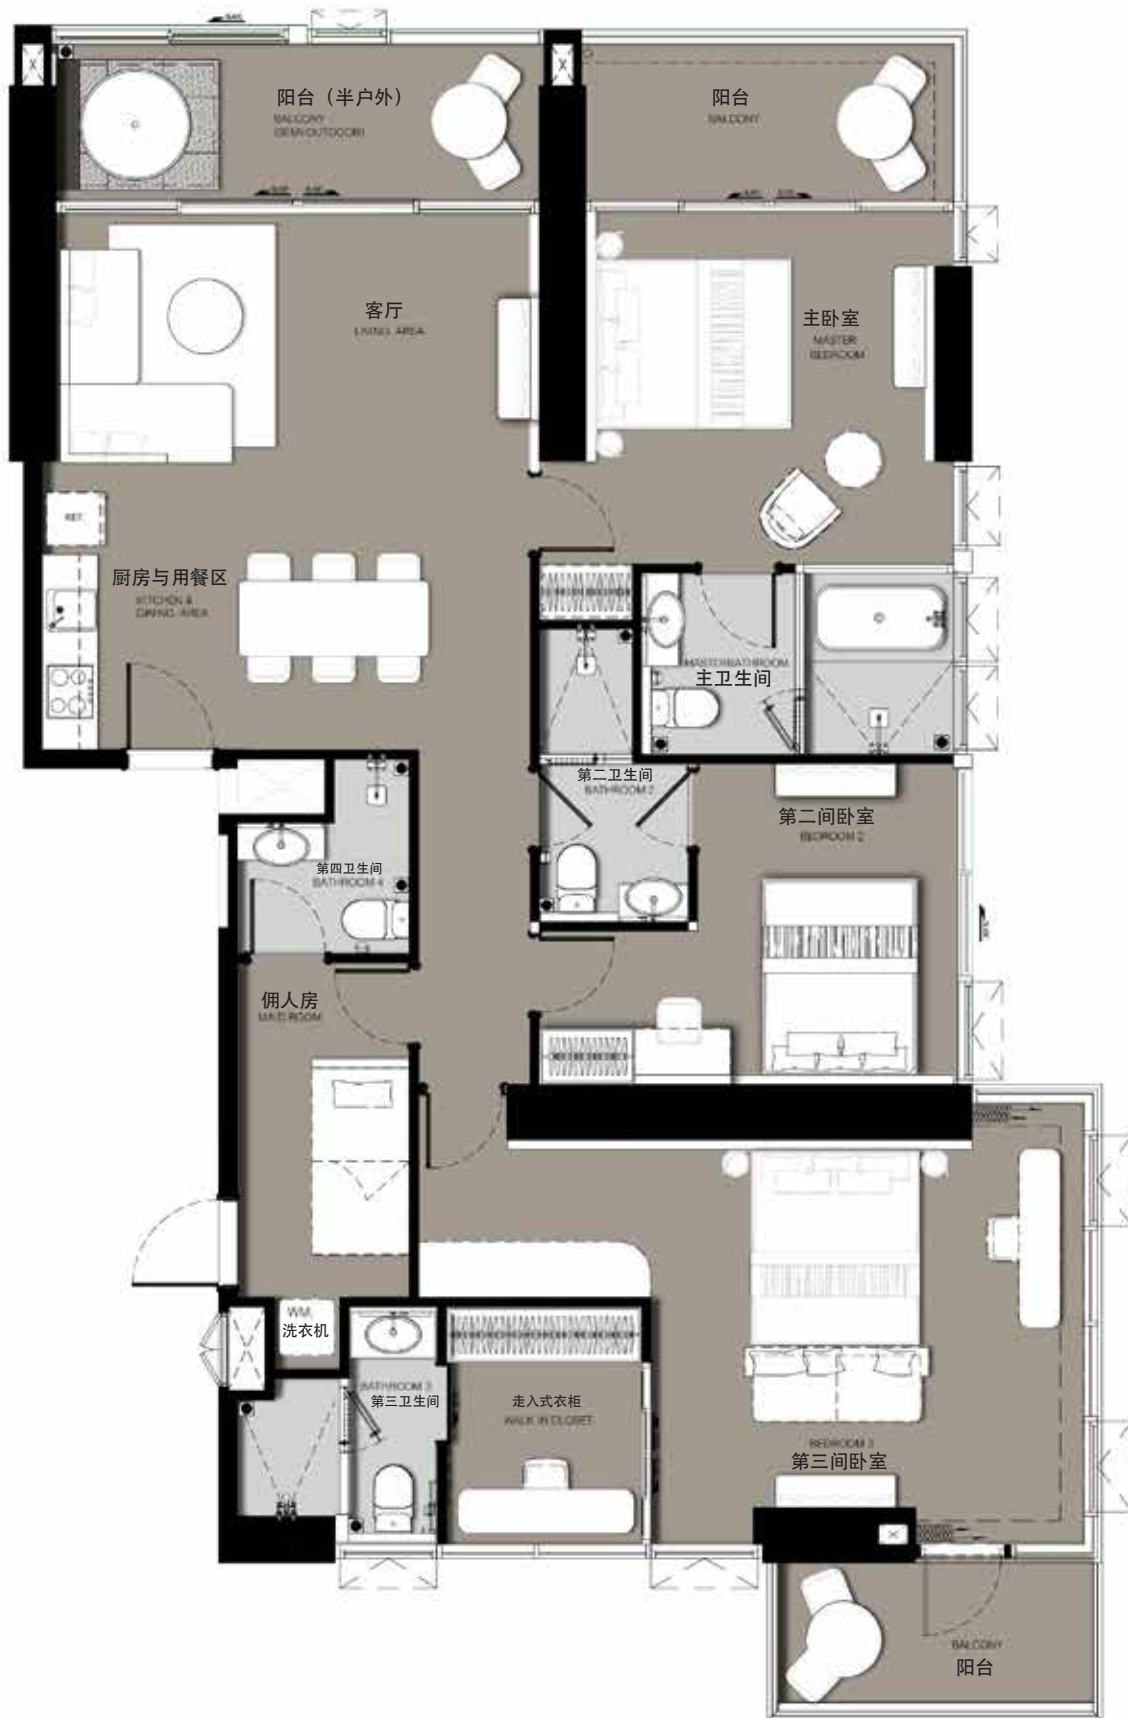 阳台（半户外）
BALCONY
(SEMI OUTDOOR)
阳台
BALCONY
客厅
LIVING AREA
主卧室
MASTER
BEDROOM
REF.
厨房与用餐区
KITCHEN &
DINING AREA
MASTER BATHROOM
主卫生间
第二卫生间
BATHROOM 2
第二间卧室
BEDROOM 2
第四卫生间
BATHROOM 4
佣人房
MAID ROOM
WM.
洗衣机
BATHROOM 3
第三卫生间
走入式衣柜
WALK IN CLOSET
BEDROOM 3
第三间卧室
BALCONY
阳台